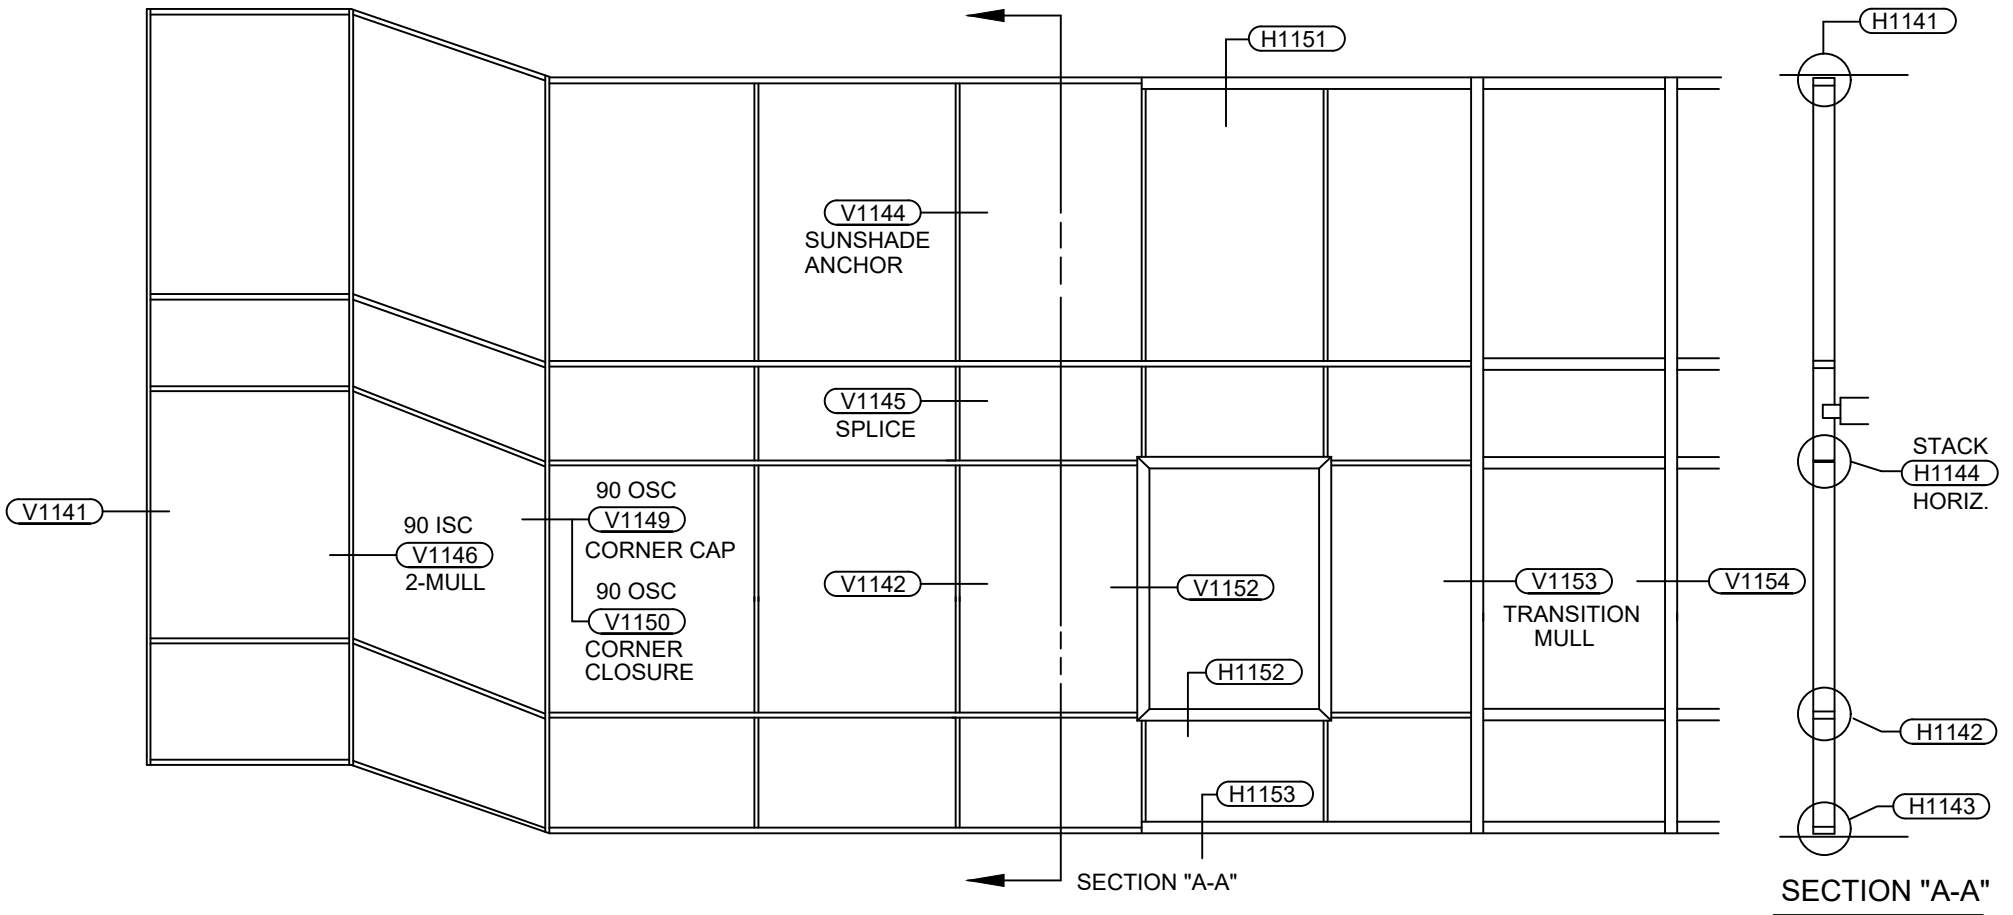 H1141
H1151
V1144
SUNSHADE
ANCHOR
V1145
SPLICE
STACK
H1144
HORIZ.
V1141
90 ISC
V1146
2-MULL
90 OSC
V1149
CORNER CAP
90 OSC
V1150
CORNER
CLOSURE
V1142
V1152
V1153
TRANSITION
MULL
V1154
H1152
H1142
H1153
H1143
SECTION "A-A"
SECTION "A-A"